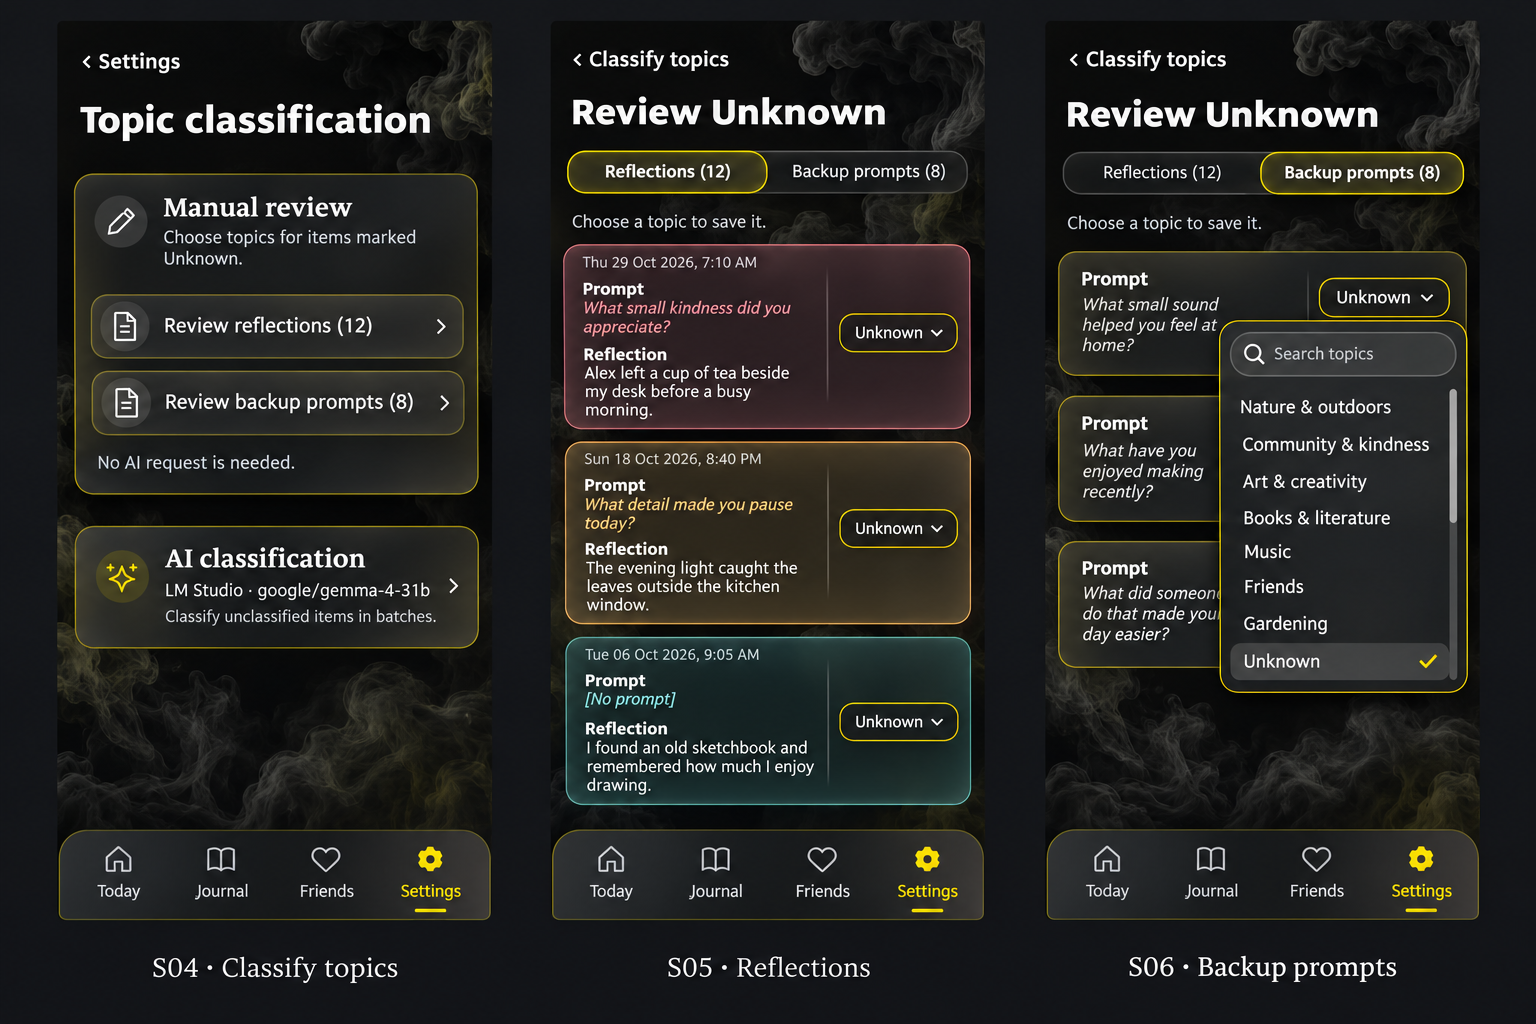 Settings
Topic classification
Manual review
Choose topics for items marked
Unknown.
Review reflections (12)
Review backup prompts (8)
No AI request is needed.
AI classification
LM Studio · google/gemma-4-31b
Classify unclassified items in batches.
Today
Journal
Friends
Settings
S04 · Classify topics
Classify topics
Review Unknown
Reflections (12)
Backup prompts (8)
Choose a topic to save it.
Thu 29 Oct 2026, 7:10 AM
Prompt
What small kindness did you
appreciate?
Reflection
Alex left a cup of tea beside
my desk before a busy
morning.
Unknown
Sun 18 Oct 2026, 8:40 PM
Prompt
What detail made you pause
today?
Reflection
The evening light caught the
leaves outside the kitchen
window.
Unknown
Tue 06 Oct 2026, 9:05 AM
Prompt
[No prompt]
Reflection
I found an old sketchbook and
remembered how much I enjoy
drawing.
Unknown
Today
Journal
Friends
Settings
S05 · Reflections
Classify topics
Review Unknown
Reflections (12)
Backup prompts (8)
Choose a topic to save it.
Prompt
What small sound
helped you feel at
home?
Unknown
Prompt
What have you
enjoyed making
recently?
Prompt
What did someone
do that made your
day easier?
Search topics
Nature & outdoors
Community & kindness
Art & creativity
Books & literature
Music
Friends
Gardening
Unknown
Today
Journal
Friends
Settings
S06 · Backup prompts